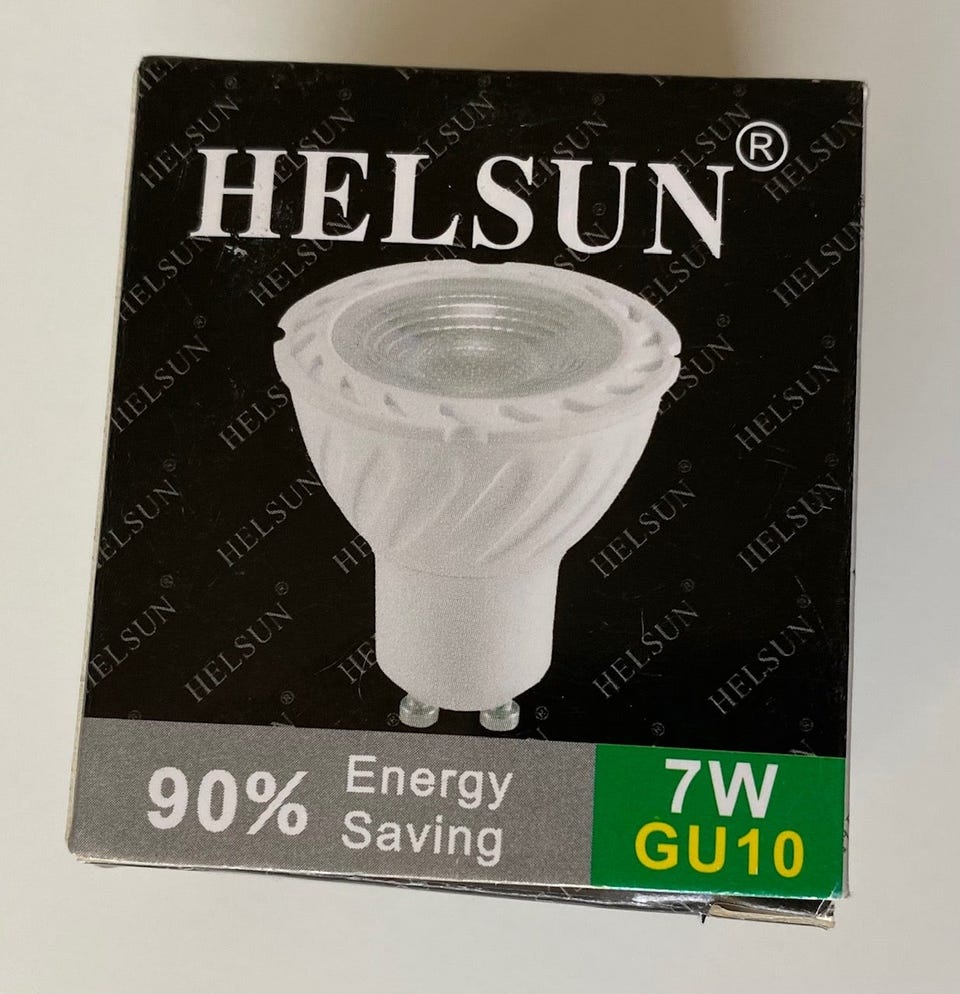 HELSUN®
90% Energy
Saving
7W
GU10